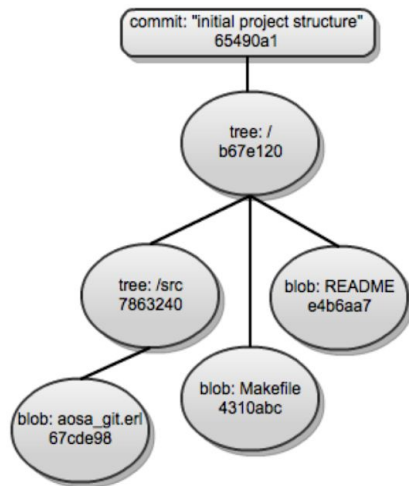 commit: "initial project structure"
65490a1
tree: /
b67e120
tree: /src
7863240
blob: README
e4b6aa7
blob: Makefile
4310abc
blob: aosa_git.erl
67cde98